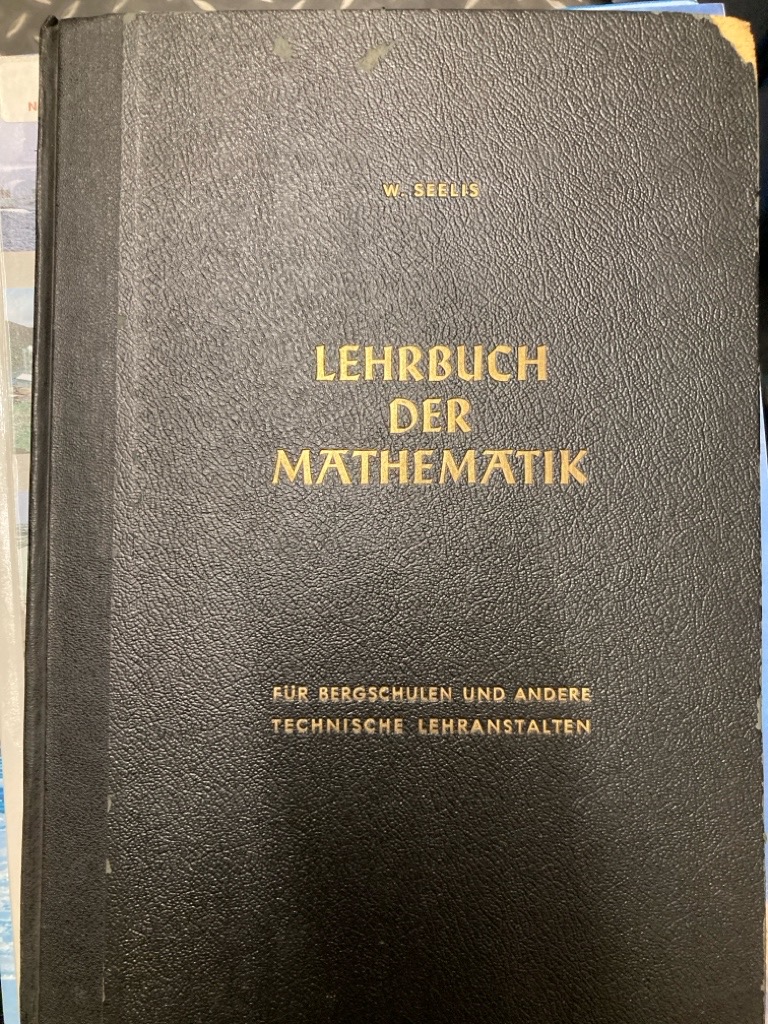 W. SEELIS
LEHRBUCH
DER
MATHEMATIK
FÜR BERGSCHULEN UND ANDERE
TECHNISCHE LEHRANSTALTEN
N